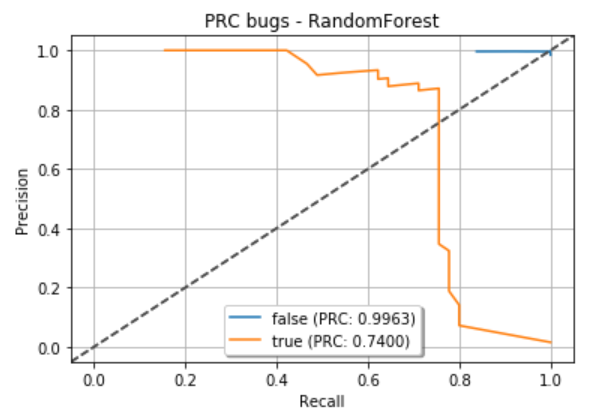 PRC bugs - RandomForest
Precision
1.0
0.8
0.6
0.4
0.2
0.0
false (PRC: 0.9963)
true (PRC: 0.7400)
0.0 0.2 0.4 0.6 0.8 1.0
Recall